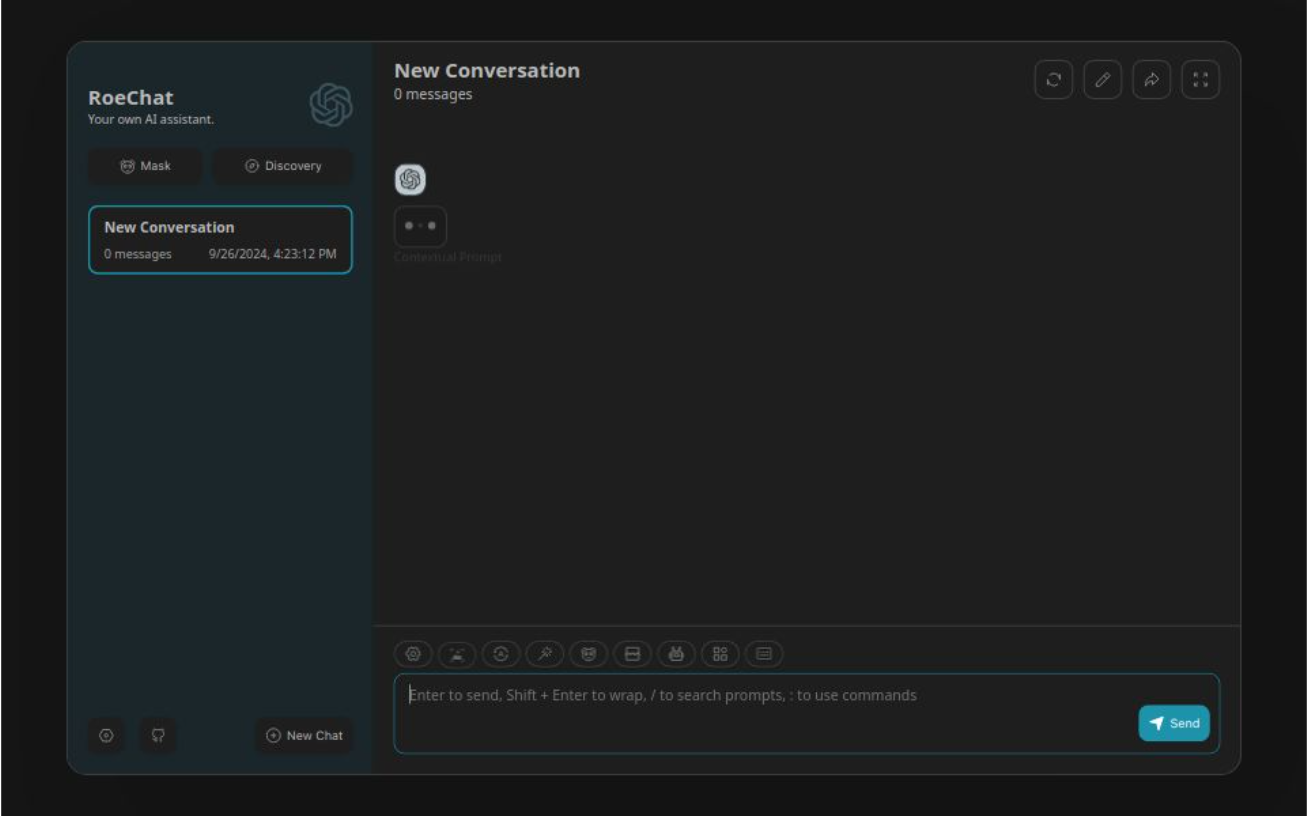 RoeChat
Your own AI assistant.
Mask
Discovery
New Conversation
0 messages
9/26/2024, 4:23:12 PM
New Chat
New Conversation
0 messages
Contextual Prompt
Enter to send, Shift + Enter to wrap, / to search prompts, : to use commands
Send